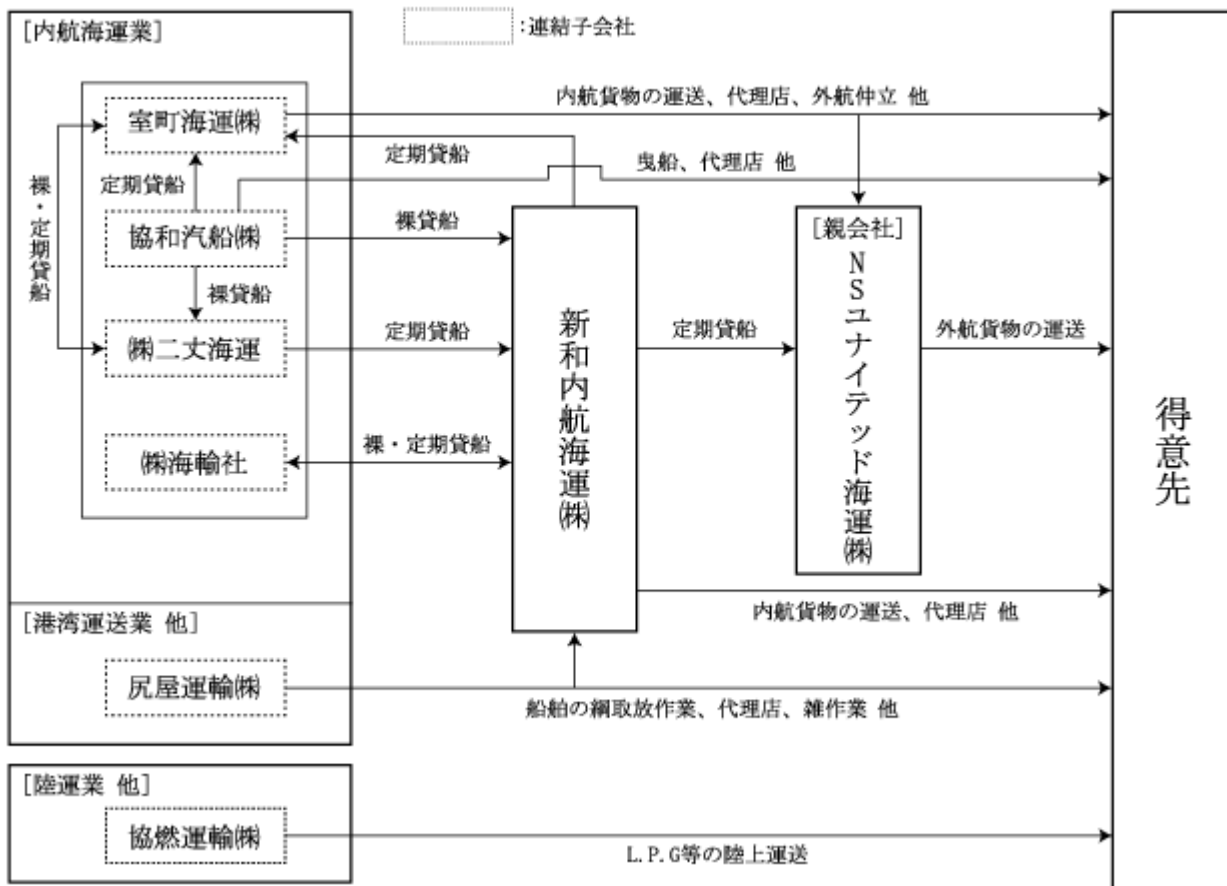 [内航海運業]
:連結子会社
室町海運㈱
内航貨物の運送、代理店、外航仲立 他
定期貸船
曳船、代理店 他
定期貸船
裸・定期貸船
協和汽船㈱
裸貸船
裸貸船
㈱二丈海運
定期貸船
㈱海輸社
裸・定期貸船
新和内航海運㈱
定期貸船
[親会社]
NSユナイテッド海運㈱
外航貨物の運送
得意先
内航貨物の運送、代理店 他
[港湾運送業 他]
尻屋運輸㈱
船舶の綱取放作業、代理店、雑作業 他
[陸運業 他]
協燃運輸㈱
L.P.G等の陸上運送